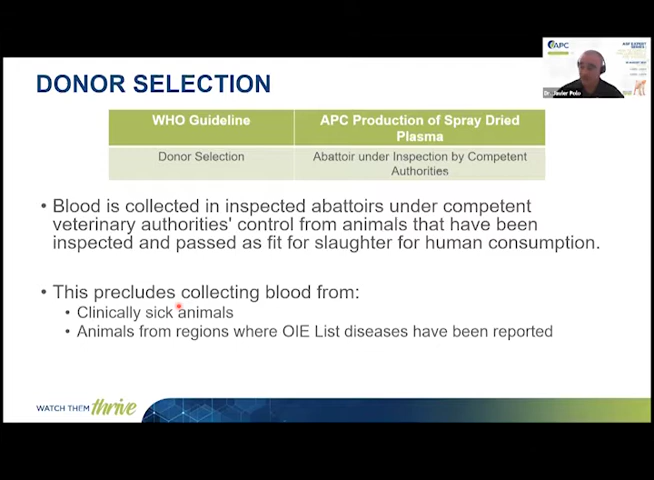 APC
DONOR SELECTION
Dr. Javier Polo
WHO Guideline
APC Production of Spray Dried
Plasma
Donor Selection
Abattoir under Inspection by Competent
Authorities
• Blood is collected in inspected abattoirs under competent
veterinary authorities' control from animals that have been
inspected and passed as fit for slaughter for human consumption.
• This precludes collecting blood from:
• Clinically sick animals
• Animals from regions where OIE List diseases have been reported
WATCH THEM thrive